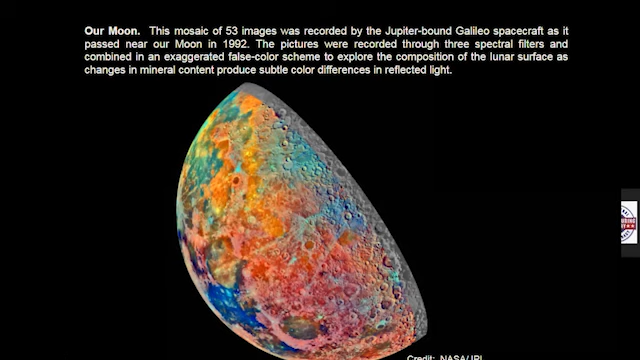 Our Moon. This mosaic of 53 images was recorded by the Jupiter-bound Galileo spacecraft as it
passed near our Moon in 1992. The pictures were recorded through three spectral filters and
combined in an exaggerated false-color scheme to explore the composition of the lunar surface as
changes in mineral content produce subtle color differences in reflected light.
Credit: NASA/JPL